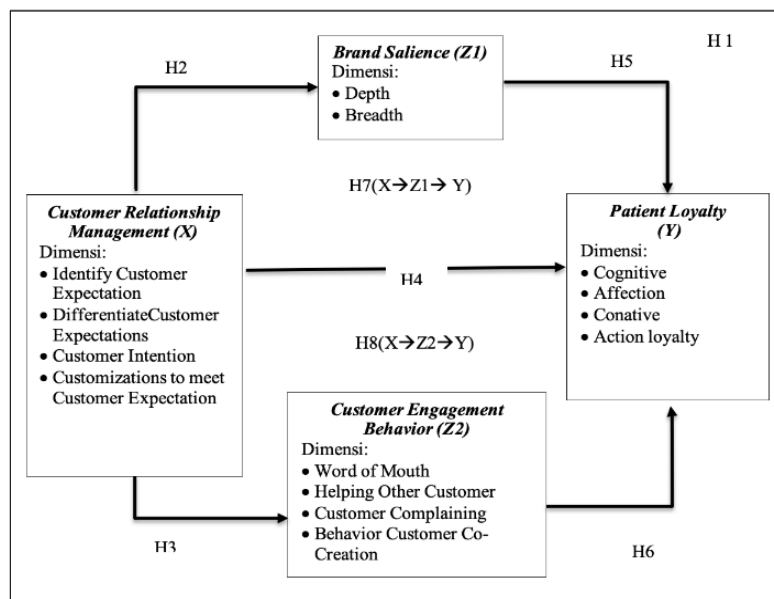 H 1
Brand Salience (Z1)
Dimensi:
• Depth
• Breadth
H2
H5
H7(X→Z1→ Y)
Customer Relationship
Management (X)
Dimensi:
• Identify Customer
Expectation
• DifferentiateCustomer
Expectations
• Customer Intention
• Customizations to meet
Customer Expectation
H4
Patient Loyalty
(Y)
Dimensi:
• Cognitive
• Affection
• Conative
• Action loyalty
H8(X→Z2→Y)
Customer Engagement
Behavior (Z2)
Dimensi:
• Word of Mouth
• Helping Other Customer
• Customer Complaining
• Behavior Customer Co-
Creation
H3
H6